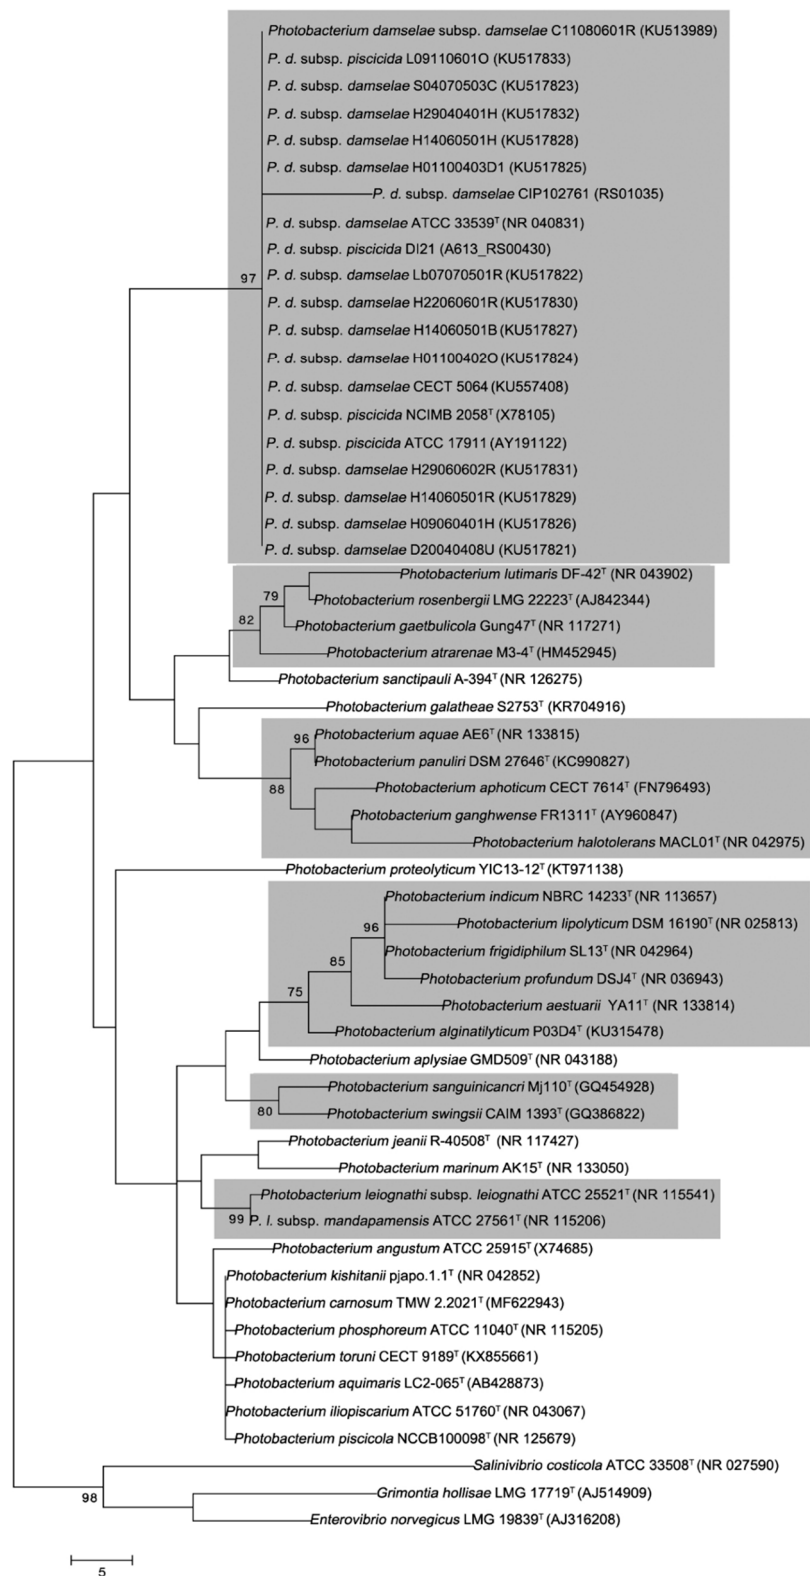 Photobacterium damselae subsp. damselae C11080601R (KU513989)
P. d. subsp. piscicida L09110601O (KU517833)
P. d. subsp. damselae S04070503C (KU517823)
P. d. subsp. damselae H29040401H (KU517832)
P. d. subsp. damselae H14060501H (KU517828)
P. d. subsp. damselae H01100403D1 (KU517825)
P. d. subsp. damselae CIP102761 (RS01035)
P. d. subsp. damselae ATCC 33539ᵀ (NR 040831)
P. d. subsp. piscicida DI21 (A613_RS00430)
97 P. d. subsp. damselae Lb07070501R (KU517822)
P. d. subsp. damselae H22060601R (KU517830)
P. d. subsp. damselae H14060501B (KU517827)
P. d. subsp. damselae H01100402O (KU517824)
P. d. subsp. damselae CECT 5064 (KU557408)
P. d. subsp. piscicida NCIMB 2058ᵀ (X78105)
P. d. subsp. piscicida ATCC 17911 (AY191122)
P. d. subsp. damselae H29060602R (KU517831)
P. d. subsp. damselae H14060501R (KU517829)
P. d. subsp. damselae H09060401H (KU517826)
P. d. subsp. damselae D20040408U (KU517821)
Photobacterium lutimaris DF-42ᵀ (NR 043902)
79 Photobacterium rosenbergii LMG 22223ᵀ (AJ842344)
82 Photobacterium gaetbulicola Gung47ᵀ (NR 117271)
Photobacterium atrarenae M3-4ᵀ (HM452945)
Photobacterium sanctipauli A-394ᵀ (NR 126275)
Photobacterium galatheae S2753ᵀ (KR704916)
96 Photobacterium aquae AE6ᵀ (NR 133815)
Photobacterium panuliri DSM 27646ᵀ (KC990827)
88 Photobacterium aphoticum CECT 7614ᵀ (FN796493)
Photobacterium ganghwense FR1311ᵀ (AY960847)
Photobacterium halotolerans MACL01ᵀ (NR 042975)
Photobacterium proteolyticum YIC13-12ᵀ (KT971138)
Photobacterium indicum NBRC 14233ᵀ (NR 113657)
96 Photobacterium lipolyticum DSM 16190ᵀ (NR 025813)
85 Photobacterium frigidiphilum SL13ᵀ (NR 042964)
Photobacterium profundum DSJ4ᵀ (NR 036943)
75 Photobacterium aestuarii YA11ᵀ (NR 133814)
Photobacterium alginatilyticum P03D4ᵀ (KU315478)
Photobacterium aplysiae GMD509ᵀ (NR 043188)
Photobacterium sanguinicancri Mj110ᵀ (GQ454928)
80 Photobacterium swingsii CAIM 1393ᵀ (GQ386822)
Photobacterium jeanii R-40508ᵀ (NR 117427)
Photobacterium marinum AK15ᵀ (NR 133050)
Photobacterium leiognathi subsp. leiognathi ATCC 25521ᵀ (NR 115541)
99 P. l. subsp. mandapamensis ATCC 27561ᵀ (NR 115206)
Photobacterium angustum ATCC 25915ᵀ (X74685)
Photobacterium kishitanii pjapo.1.1ᵀ (NR 042852)
Photobacterium carnosum TMW 2.2021ᵀ (MF622943)
Photobacterium phosphoreum ATCC 11040ᵀ (NR 115205)
Photobacterium toruni CECT 9189ᵀ (KX855661)
Photobacterium aquimaris LC2-065ᵀ (AB428873)
Photobacterium iliopiscarium ATCC 51760ᵀ (NR 043067)
Photobacterium piscicola NCCB100098ᵀ (NR 125679)
Salinivibrio costicola ATCC 33508ᵀ (NR 027590)
98 Grimontia hollisae LMG 17719ᵀ (AJ514909)
Enterovibrio norvegicus LMG 19839ᵀ (AJ316208)
5